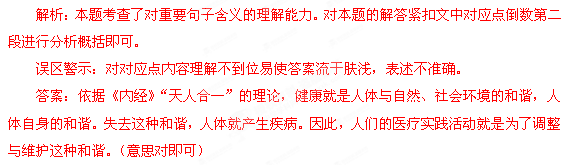 解析：本题考查了对重要句子含义的理解能力。对本题的解答紧扣文中对应点倒数第二
段进行分析概括即可。
误区警示：对对应点内容理解不到位易使答案流于肤浅，表述不准确。
答案：依据《内经》“天人合一”的理论，健康就是人体与自然、社会环境的和谐，人
体自身的和谐。失去这种和谐，人体就产生疾病。因此，人们的医疗实践活动就是为了调整
与维护这种和谐。（意思对即可）